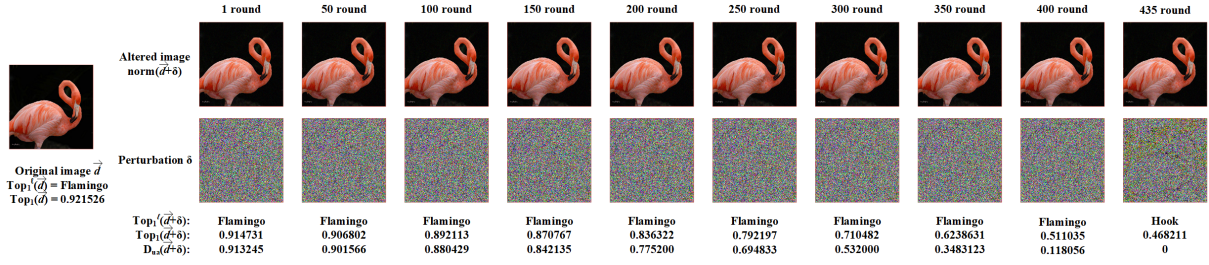 1 round 50 round 100 round 150 round 200 round 250 round 300 round 350 round 400 round 435 round
Altered image
norm(d⃗+δ)
Perturbation δ
Original image d⃗
Top₁ᵗ(d⃗) = Flamingo
Top₁(d⃗) = 0.921526
Top₁ᵗ(d⃗+δ): Flamingo Flamingo Flamingo Flamingo Flamingo Flamingo Flamingo Flamingo Flamingo Hook
Top₁(d⃗+δ): 0.914731 0.906802 0.892113 0.870767 0.836322 0.792197 0.710482 0.6238631 0.511035 0.468211
Dᵤₐ(d⃗+δ): 0.913245 0.901566 0.880429 0.842135 0.775200 0.694833 0.532000 0.3483123 0.118056 0